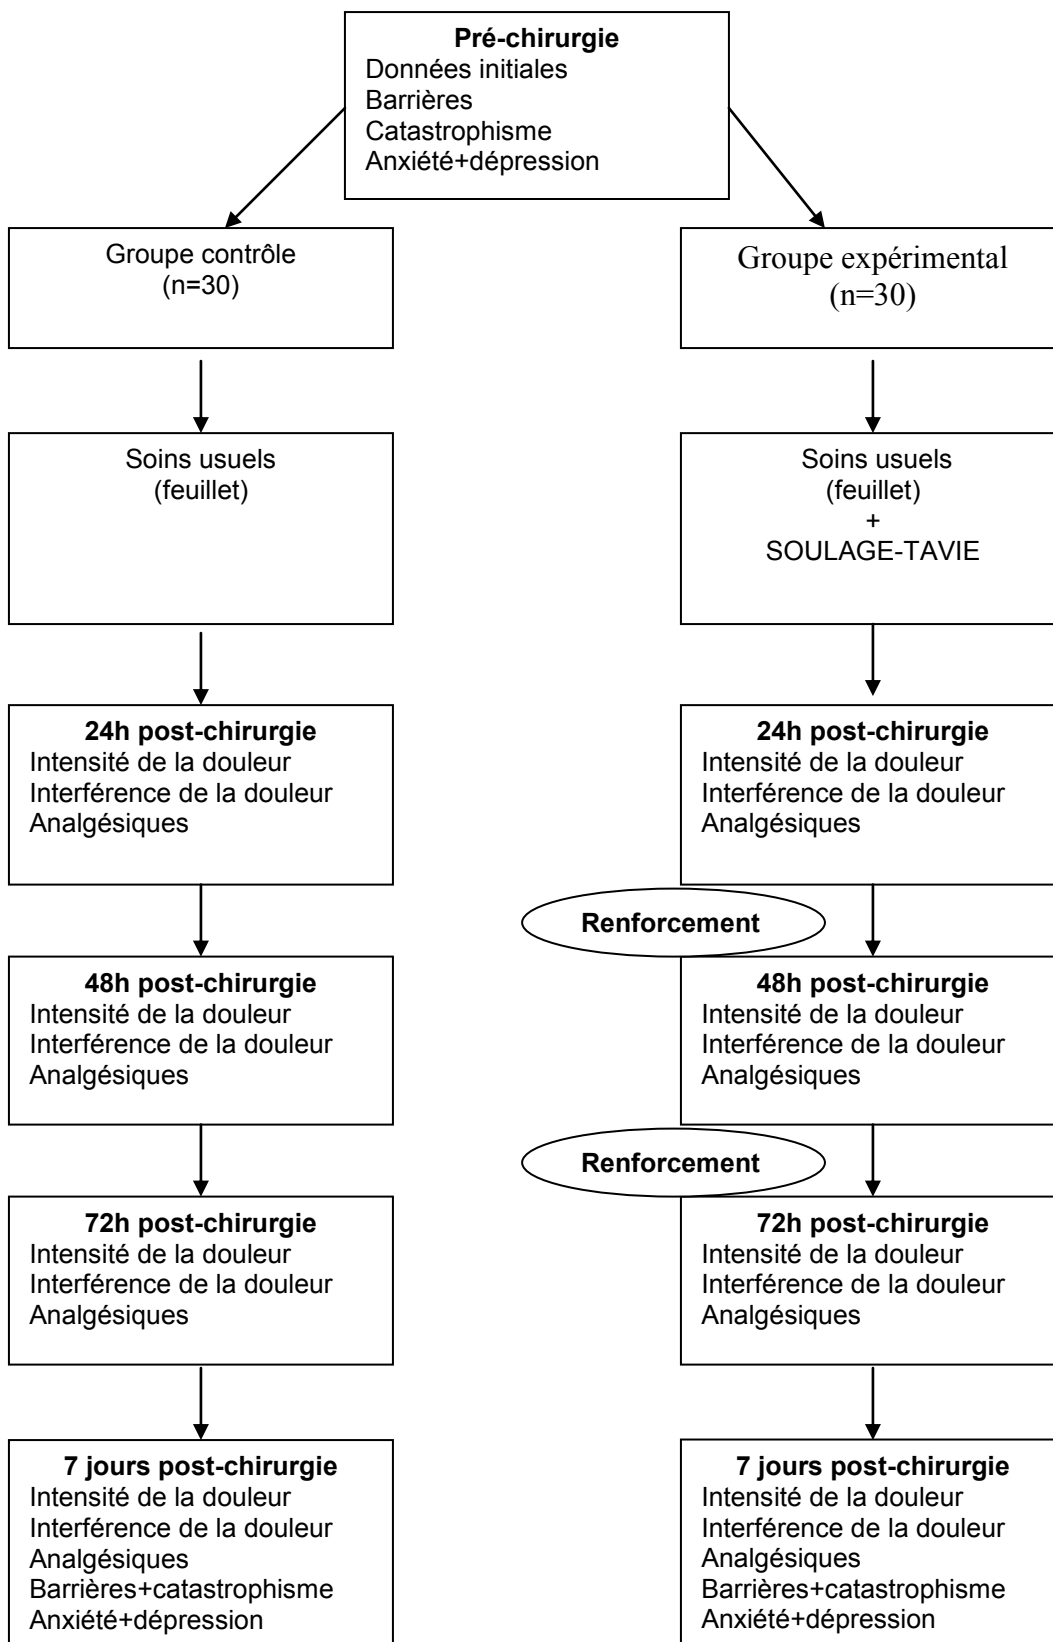 Pré-chirurgie
Données initiales
Barrières
Catastrophisme
Anxiété+dépression
Groupe contrôle
(n=30)
Groupe expérimental
(n=30)
Soins usuels
(feuillet)
Soins usuels
(feuillet)
+
SOULAGE-TAVIE
24h post-chirurgie
Intensité de la douleur
Interférence de la douleur
Analgésiques
24h post-chirurgie
Intensité de la douleur
Interférence de la douleur
Analgésiques
Renforcement
48h post-chirurgie
Intensité de la douleur
Interférence de la douleur
Analgésiques
48h post-chirurgie
Intensité de la douleur
Interférence de la douleur
Analgésiques
Renforcement
72h post-chirurgie
Intensité de la douleur
Interférence de la douleur
Analgésiques
72h post-chirurgie
Intensité de la douleur
Interférence de la douleur
Analgésiques
7 jours post-chirurgie
Intensité de la douleur
Interférence de la douleur
Analgésiques
Barrières+catastrophisme
Anxiété+dépression
7 jours post-chirurgie
Intensité de la douleur
Interférence de la douleur
Analgésiques
Barrières+catastrophisme
Anxiété+dépression